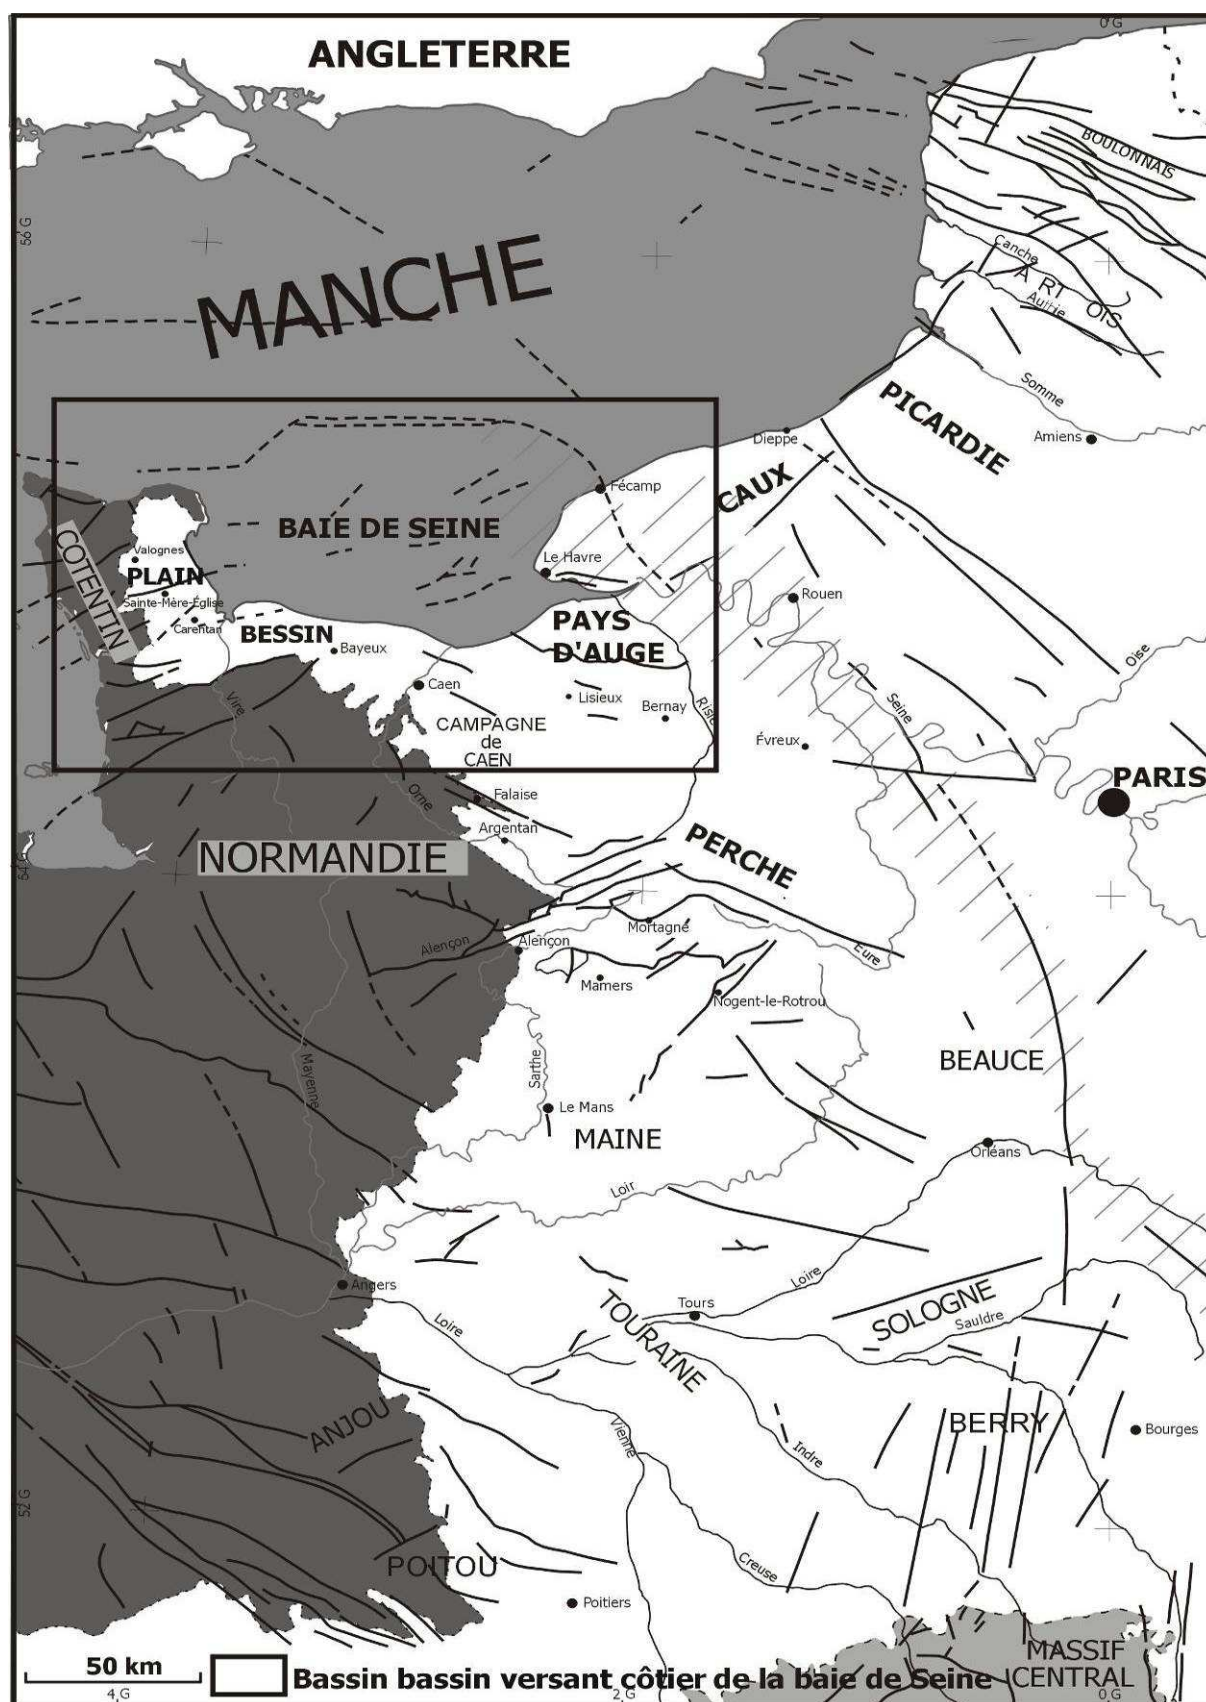 0 G
ANGLETERRE
BOULONNAIS
56 G
Canche
ARTOIS
Authie
MANCHE
Somme
PICARDIE
Amiens
Dieppe
CAUX
Fécamp
BAIE DE SEINE
Valognes
COTENTIN
PLAIN
Sainte-Mère-Église
Carentan
Le Havre
Rouen
BESSIN
Bayeux
PAYS
D'AUGE
Oise
Caen
Lisieux
Bernay
Risle
Vire
Seine
CAMPAGNE
de
CAEN
Évreux
PARIS
Orne
Falaise
Argentan
54 G
NORMANDIE
PERCHE
Mortagne
Alençon
Alençon
Eure
Mamers
Nogent-le-Rotrou
Mayenne
Sarthe
BEAUCE
Le Mans
MAINE
Orléans
Loir
Angers
Loire
Loire
Tours
TOURAINE
SOLOGNE
Sauldre
ANJOU
Vienne
Indre
BERRY
Bourges
52 G
POITOU
Creuse
Poitiers
MASSIF
CENTRAL
50 km
Bassin bassin versant côtier de la baie de Seine
4 G
2 G
0 G